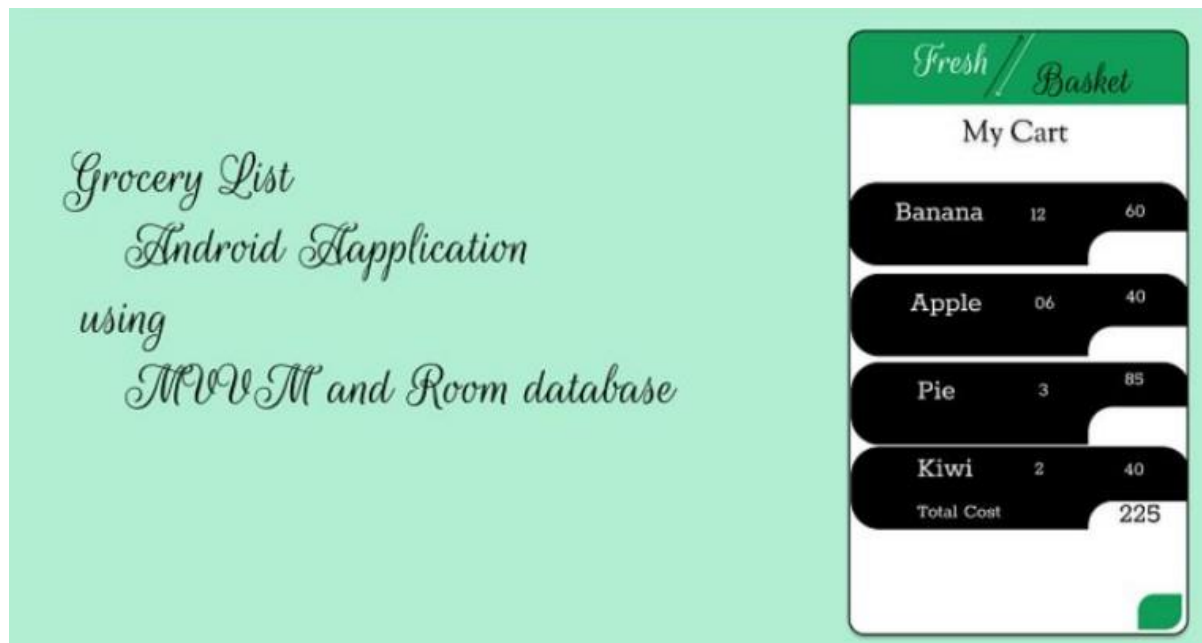 Grocery List
Android Aapplication
using
MVVM and Room database
Fresh
Basket
My Cart
Banana 12 60
Apple 06 40
Pie 3 85
Kiwi 2 40
Total Cost 225